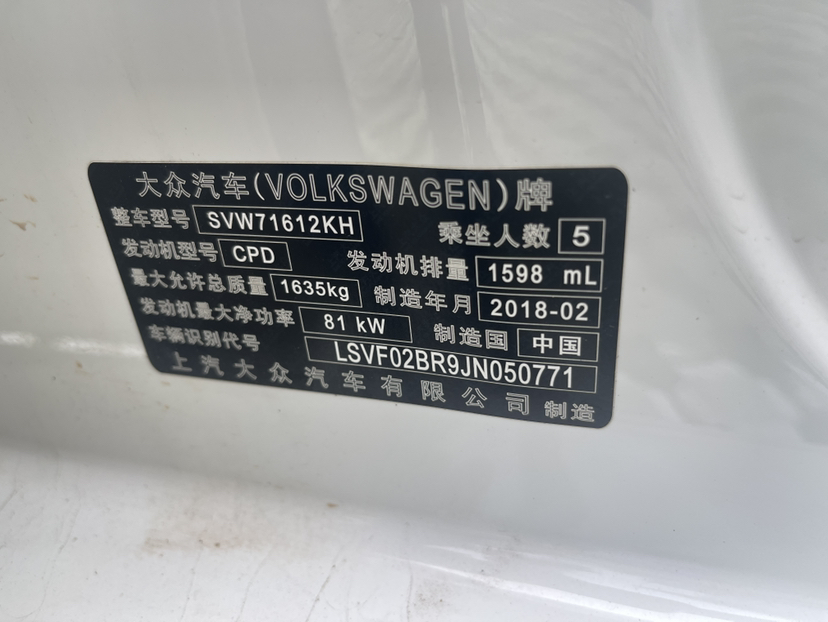 大众汽车(VOLKSWAGEN)牌
整车型号 SVW71612KH 乘坐人数 5
发动机型号 CPD 发动机排量 1598 mL
最大允许总质量 1635kg 制造年月 2018-02
发动机最大净功率 81 kW 制造国 中国
车辆识别代号 LSVF02BR9JN050771
上汽大众汽车有限公司 制造